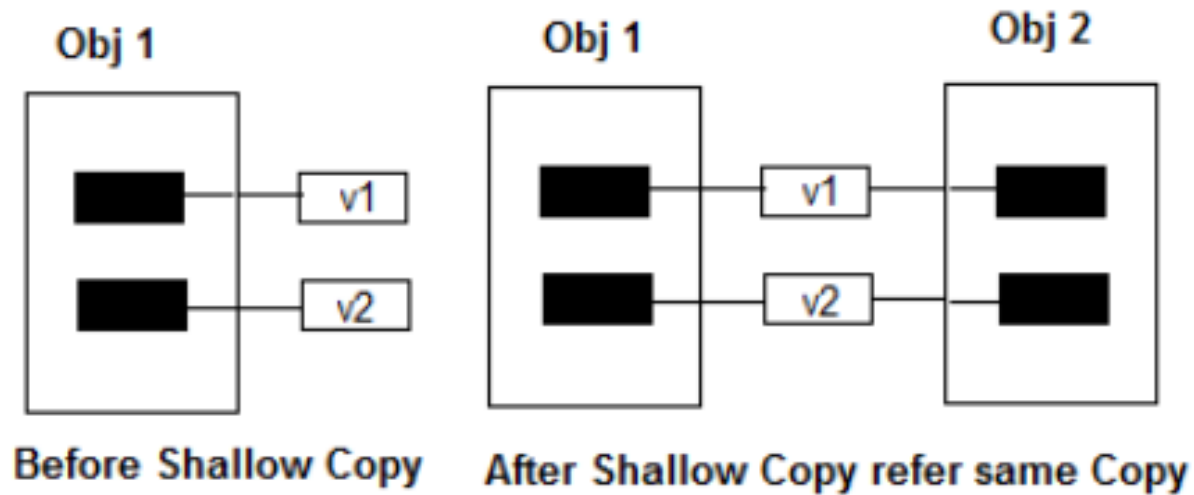 Obj 1
v1
v2
Before Shallow Copy
Obj 1
Obj 2
v1
v2
After Shallow Copy refer same Copy